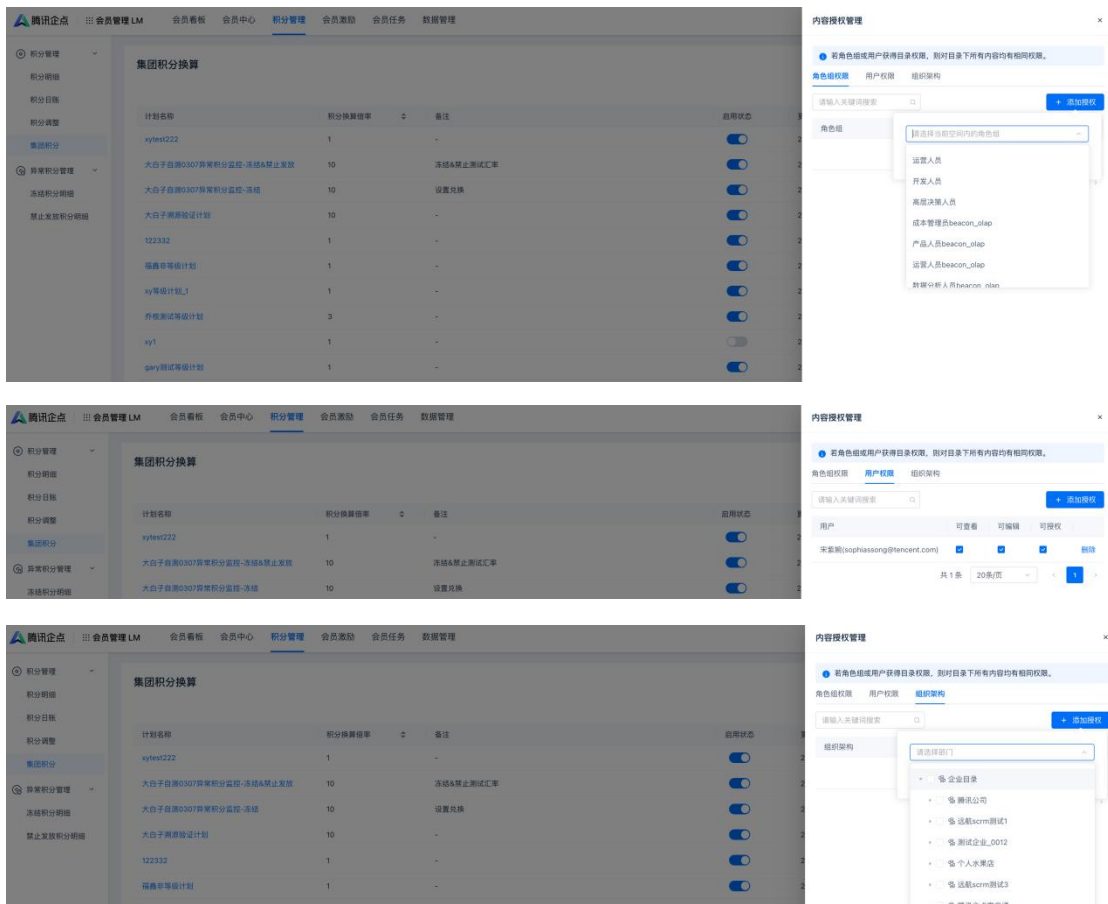 腾讯企点 会员管理 LM 会员看板 会员中心 积分管理 会员激励 会员任务 数据管理
积分管理
积分明细
积分日账
积分调整
集团积分
异常积分管理
冻结积分明细
禁止发放积分明细
集团积分换算
计划名称 积分换算倍率 备注 启用状态
xytest222 1 -
大白子自测0307异常积分监控-冻结&禁止发放 10 冻结&禁止测试汇率
大白子自测0307异常积分监控-冻结 10 设置兑换
大白子溯源验证计划 10 -
122332 1 -
福鑫非等级计划 1 -
xy等级计划_1 1 -
乔梭测试等级计划 3 -
xy1 1 -
gary测试等级计划 1 -
内容授权管理 ×
若角色组或用户获得目录权限，则对目录下所有内容均有相同权限。
角色组权限 用户权限 组织架构
请输入关键词搜索 + 添加授权
角色组
请选择当前空间内的角色组
运营人员
开发人员
高层决策人员
成本管理员beacon_olap
产品人员beacon_olap
运营人员beacon_olap
数据分析人员beacon_olap
腾讯企点 会员管理 LM 会员看板 会员中心 积分管理 会员激励 会员任务 数据管理
积分管理
积分明细
积分日账
积分调整
集团积分
异常积分管理
冻结积分明细
集团积分换算
计划名称 积分换算倍率 备注 启用状态
xytest222 1 -
大白子自测0307异常积分监控-冻结&禁止发放 10 冻结&禁止测试汇率
大白子自测0307异常积分监控-冻结 10 设置兑换
内容授权管理 ×
若角色组或用户获得目录权限，则对目录下所有内容均有相同权限。
角色组权限 用户权限 组织架构
请输入关键词搜索 + 添加授权
用户 可查看 可编辑 可授权
(sophiassong@tencent.com) 删除
共 1 条 20条/页 1
腾讯企点 会员管理 LM 会员看板 会员中心 积分管理 会员激励 会员任务 数据管理
积分管理
积分明细
积分日账
积分调整
集团积分
异常积分管理
冻结积分明细
禁止发放积分明细
集团积分换算
计划名称 积分换算倍率 备注 启用状态
xytest222 1 -
大白子自测0307异常积分监控-冻结&禁止发放 10 冻结&禁止测试汇率
大白子自测0307异常积分监控-冻结 10 设置兑换
大白子溯源验证计划 10 -
122332 1 -
福鑫非等级计划 1 -
内容授权管理 ×
若角色组或用户获得目录权限，则对目录下所有内容均有相同权限。
角色组权限 用户权限 组织架构
请输入关键词搜索 + 添加授权
组织架构
请选择部门
企业目录
腾讯公司
远航scrm测试1
测试企业_0012
个人水果店
远航scrm测试3